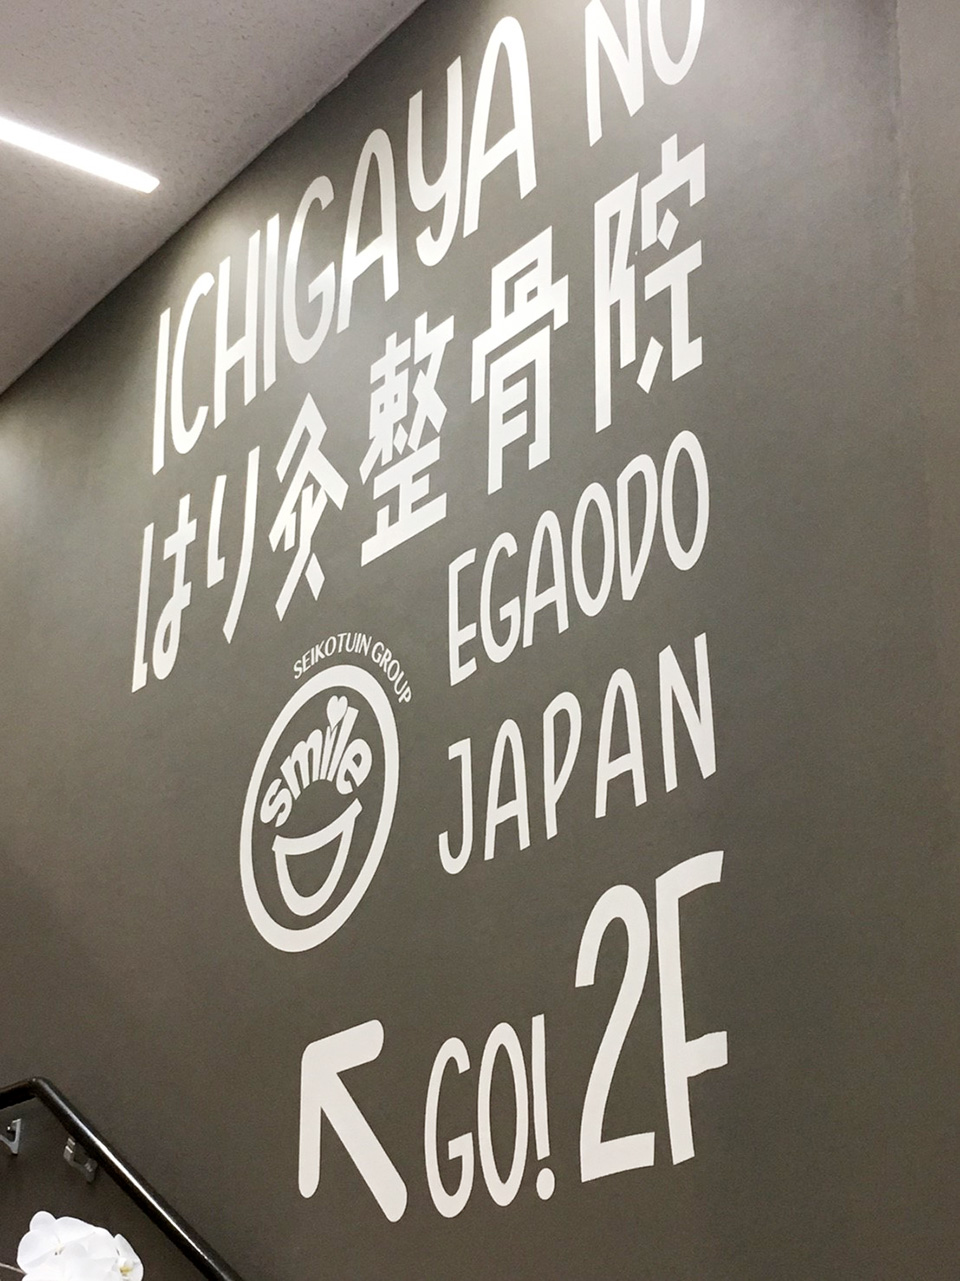 ICHIGAYA NO
はり灸整骨院
EGAODO
SEIKOTUIN GROUP
smile
JAPAN
GO! 2F